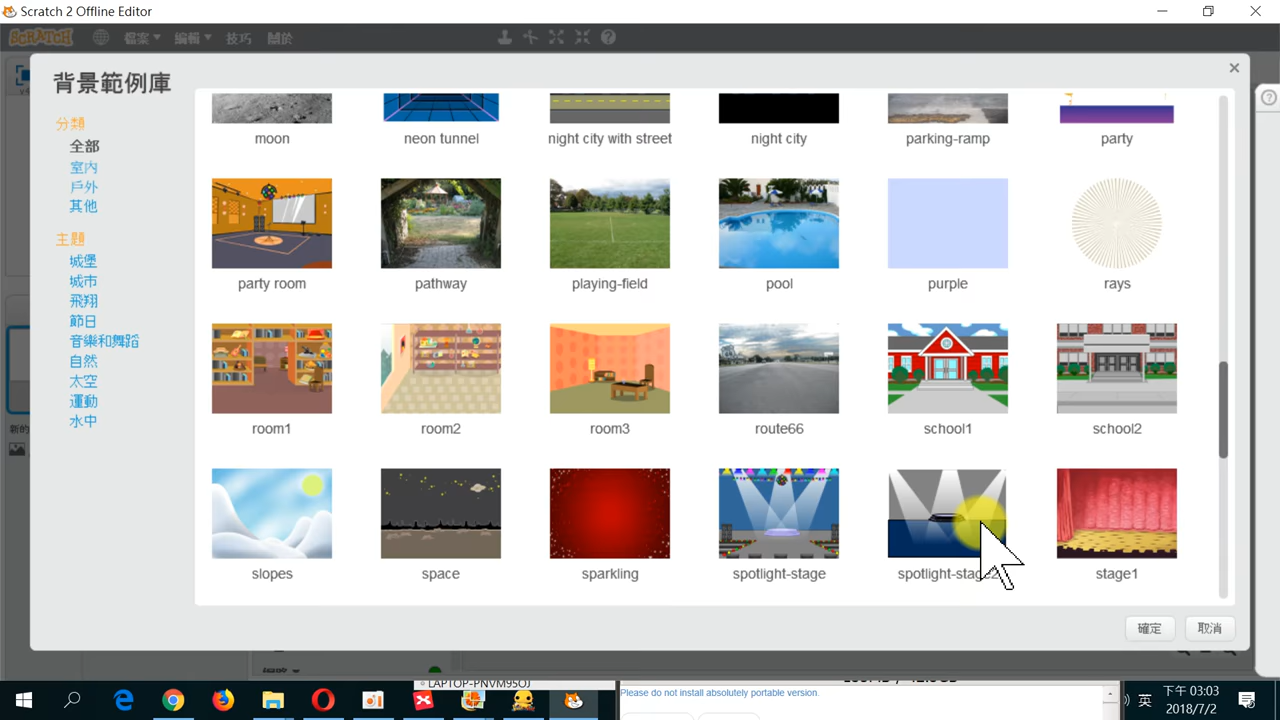 Scratch 2 Offline Editor
SCRATCH 檔案 編輯 技巧 關於
背景範例庫
分類
全部
室內
戶外
其他
主題
城堡
城市
飛翔
節日
音樂和舞蹈
自然
太空
運動
水中
moon neon tunnel night city with street night city parking-ramp party
party room pathway playing-field pool purple rays
room1 room2 room3 route66 school1 school2
slopes space sparkling spotlight-stage spotlight-stage2 stage1
確定 取消
新的
LAPTOP-PNVM95OJ
Please do not install absolutely portable version.
英
下午 03:03
2018/7/2